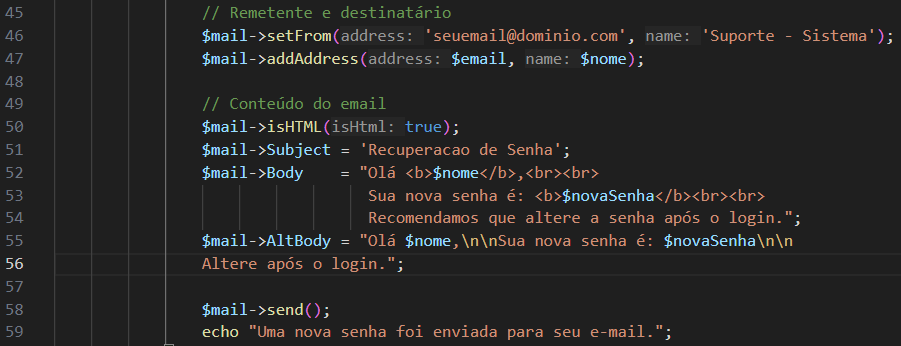 45 // Remetente e destinatário
46 $mail->setFrom(address: 'seuemail@dominio.com', name: 'Suporte - Sistema');
47 $mail->addAddress(address: $email, name: $nome);
48
49 // Conteúdo do email
50 $mail->isHTML(isHtml: true);
51 $mail->Subject = 'Recuperacao de Senha';
52 $mail->Body    = "Olá <b>$nome</b>,<br><br>
53 Sua nova senha é: <b>$novaSenha</b><br><br>
54 Recomendamos que altere a senha após o login.";
55 $mail->AltBody = "Olá $nome,\n\nSua nova senha é: $novaSenha\n\n
56 Altere após o login.";
57
58 $mail->send();
59 echo "Uma nova senha foi enviada para seu e-mail.";